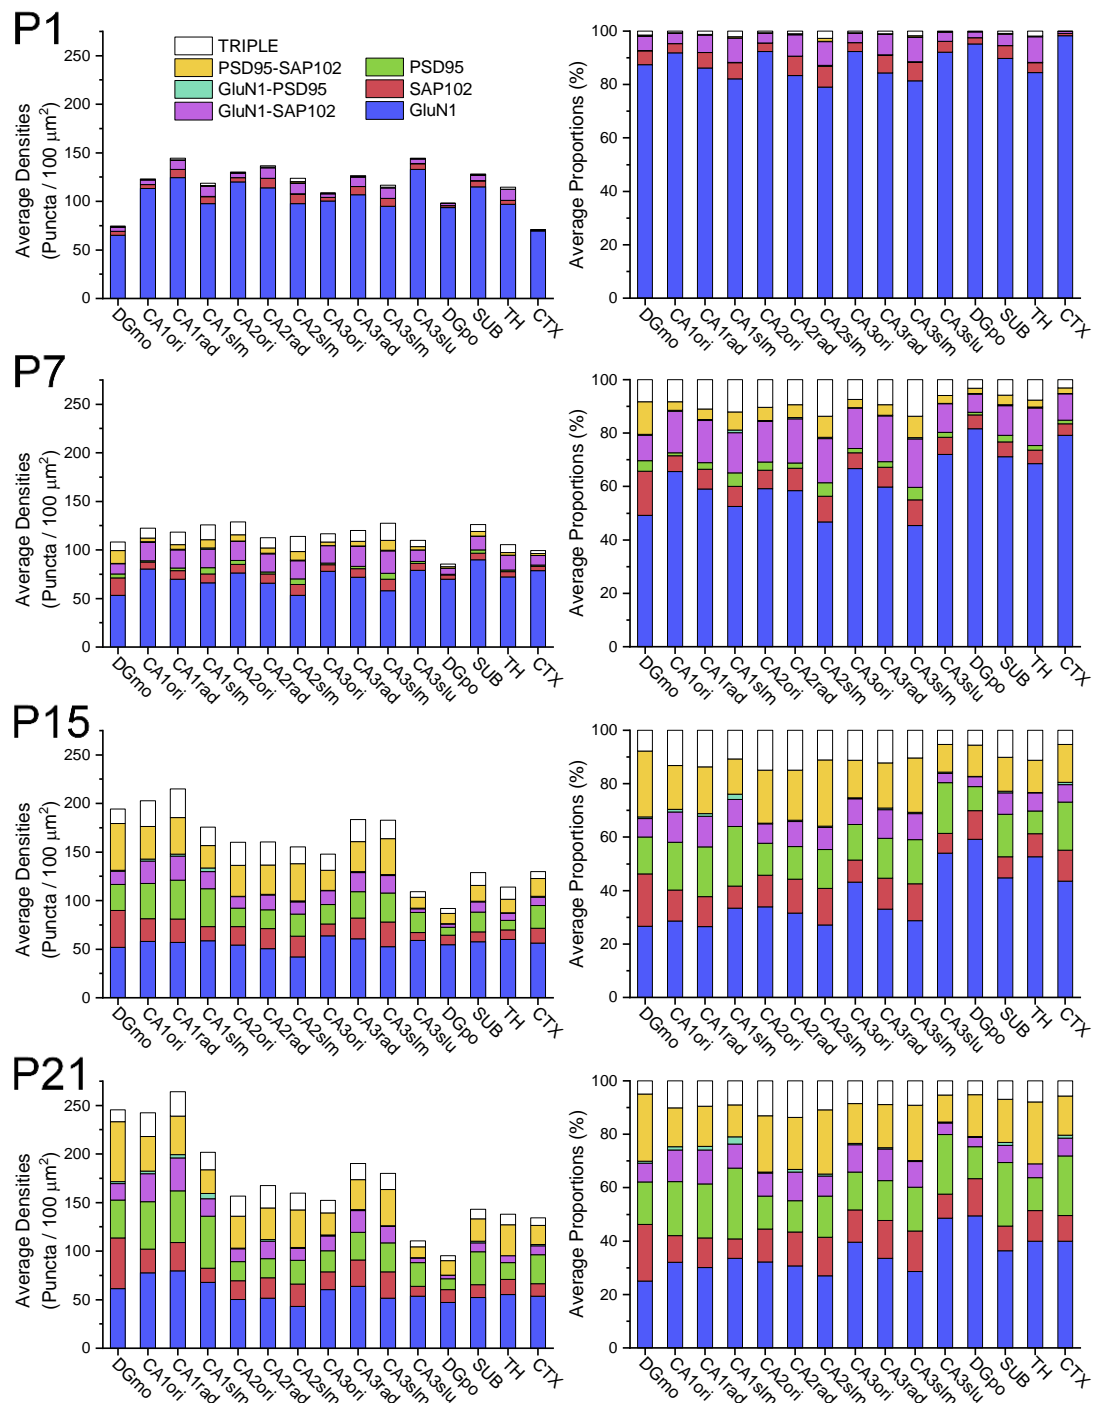 P1
250
200
150
100
50
0
Average Densities
(Puncta / 100 μm²)
TRIPLE
PSD95-SAP102
PSD95
GluN1-PSD95
SAP102
GluN1-SAP102
GluN1
DGmo CA1ori CA1rad CA1slm CA2ori CA2rad CA2slm CA3ori CA3rad CA3slm CA3slu DGpo SUB TH CTX
100
80
60
40
20
0
Average Proportions (%)
DGmo CA1ori CA1rad CA1slm CA2ori CA2rad CA2slm CA3ori CA3rad CA3slm CA3slu DGpo SUB TH CTX
P7
250
200
150
100
50
0
Average Densities
(Puncta / 100 μm²)
DGmo CA1ori CA1rad CA1slm CA2ori CA2rad CA2slm CA3ori CA3rad CA3slm CA3slu DGpo SUB TH CTX
100
80
60
40
20
0
Average Proportions (%)
DGmo CA1ori CA1rad CA1slm CA2ori CA2rad CA2slm CA3ori CA3rad CA3slm CA3slu DGpo SUB TH CTX
P15
250
200
150
100
50
0
Average Densities
(Puncta / 100 μm²)
DGmo CA1ori CA1rad CA1slm CA2ori CA2rad CA2slm CA3ori CA3rad CA3slm CA3slu DGpo SUB TH CTX
100
80
60
40
20
0
Average Proportions (%)
DGmo CA1ori CA1rad CA1slm CA2ori CA2rad CA2slm CA3ori CA3rad CA3slm CA3slu DGpo SUB TH CTX
P21
250
200
150
100
50
0
Average Densities
(Puncta / 100 μm²)
DGmo CA1ori CA1rad CA1slm CA2ori CA2rad CA2slm CA3ori CA3rad CA3slm CA3slu DGpo SUB TH CTX
100
80
60
40
20
0
Average Proportions (%)
DGmo CA1ori CA1rad CA1slm CA2ori CA2rad CA2slm CA3ori CA3rad CA3slm CA3slu DGpo SUB TH CTX